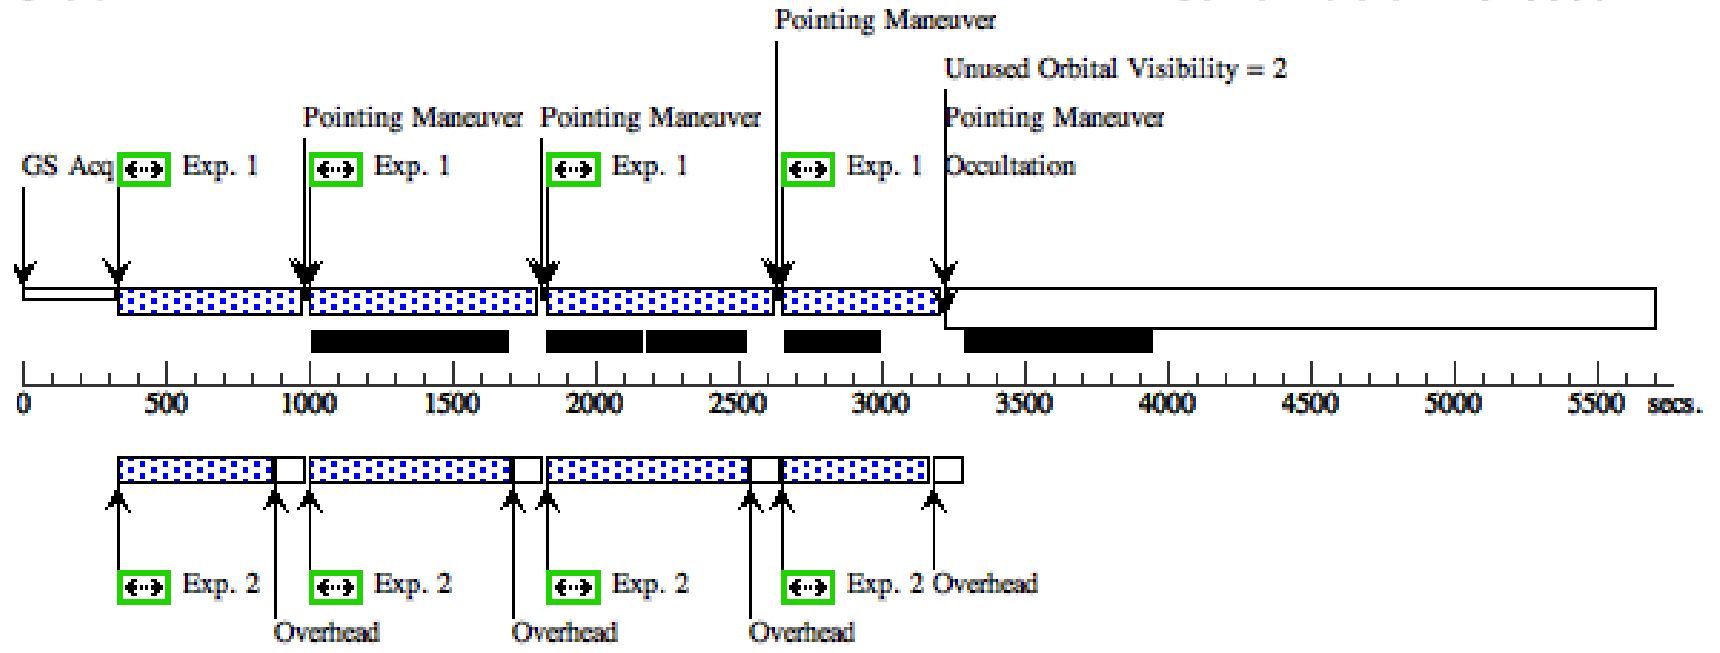 Pointing Maneuver
Unused Orbital Visibility = 2
Pointing Maneuver Pointing Maneuver Pointing Maneuver
GS Acq Exp. 1 Exp. 1 Exp. 1 Exp. 1 Occultation
0 500 1000 1500 2000 2500 3000 3500 4000 4500 5000 5500 secs.
Exp. 2 Exp. 2 Exp. 2 Exp. 2 Overhead
Overhead Overhead Overhead